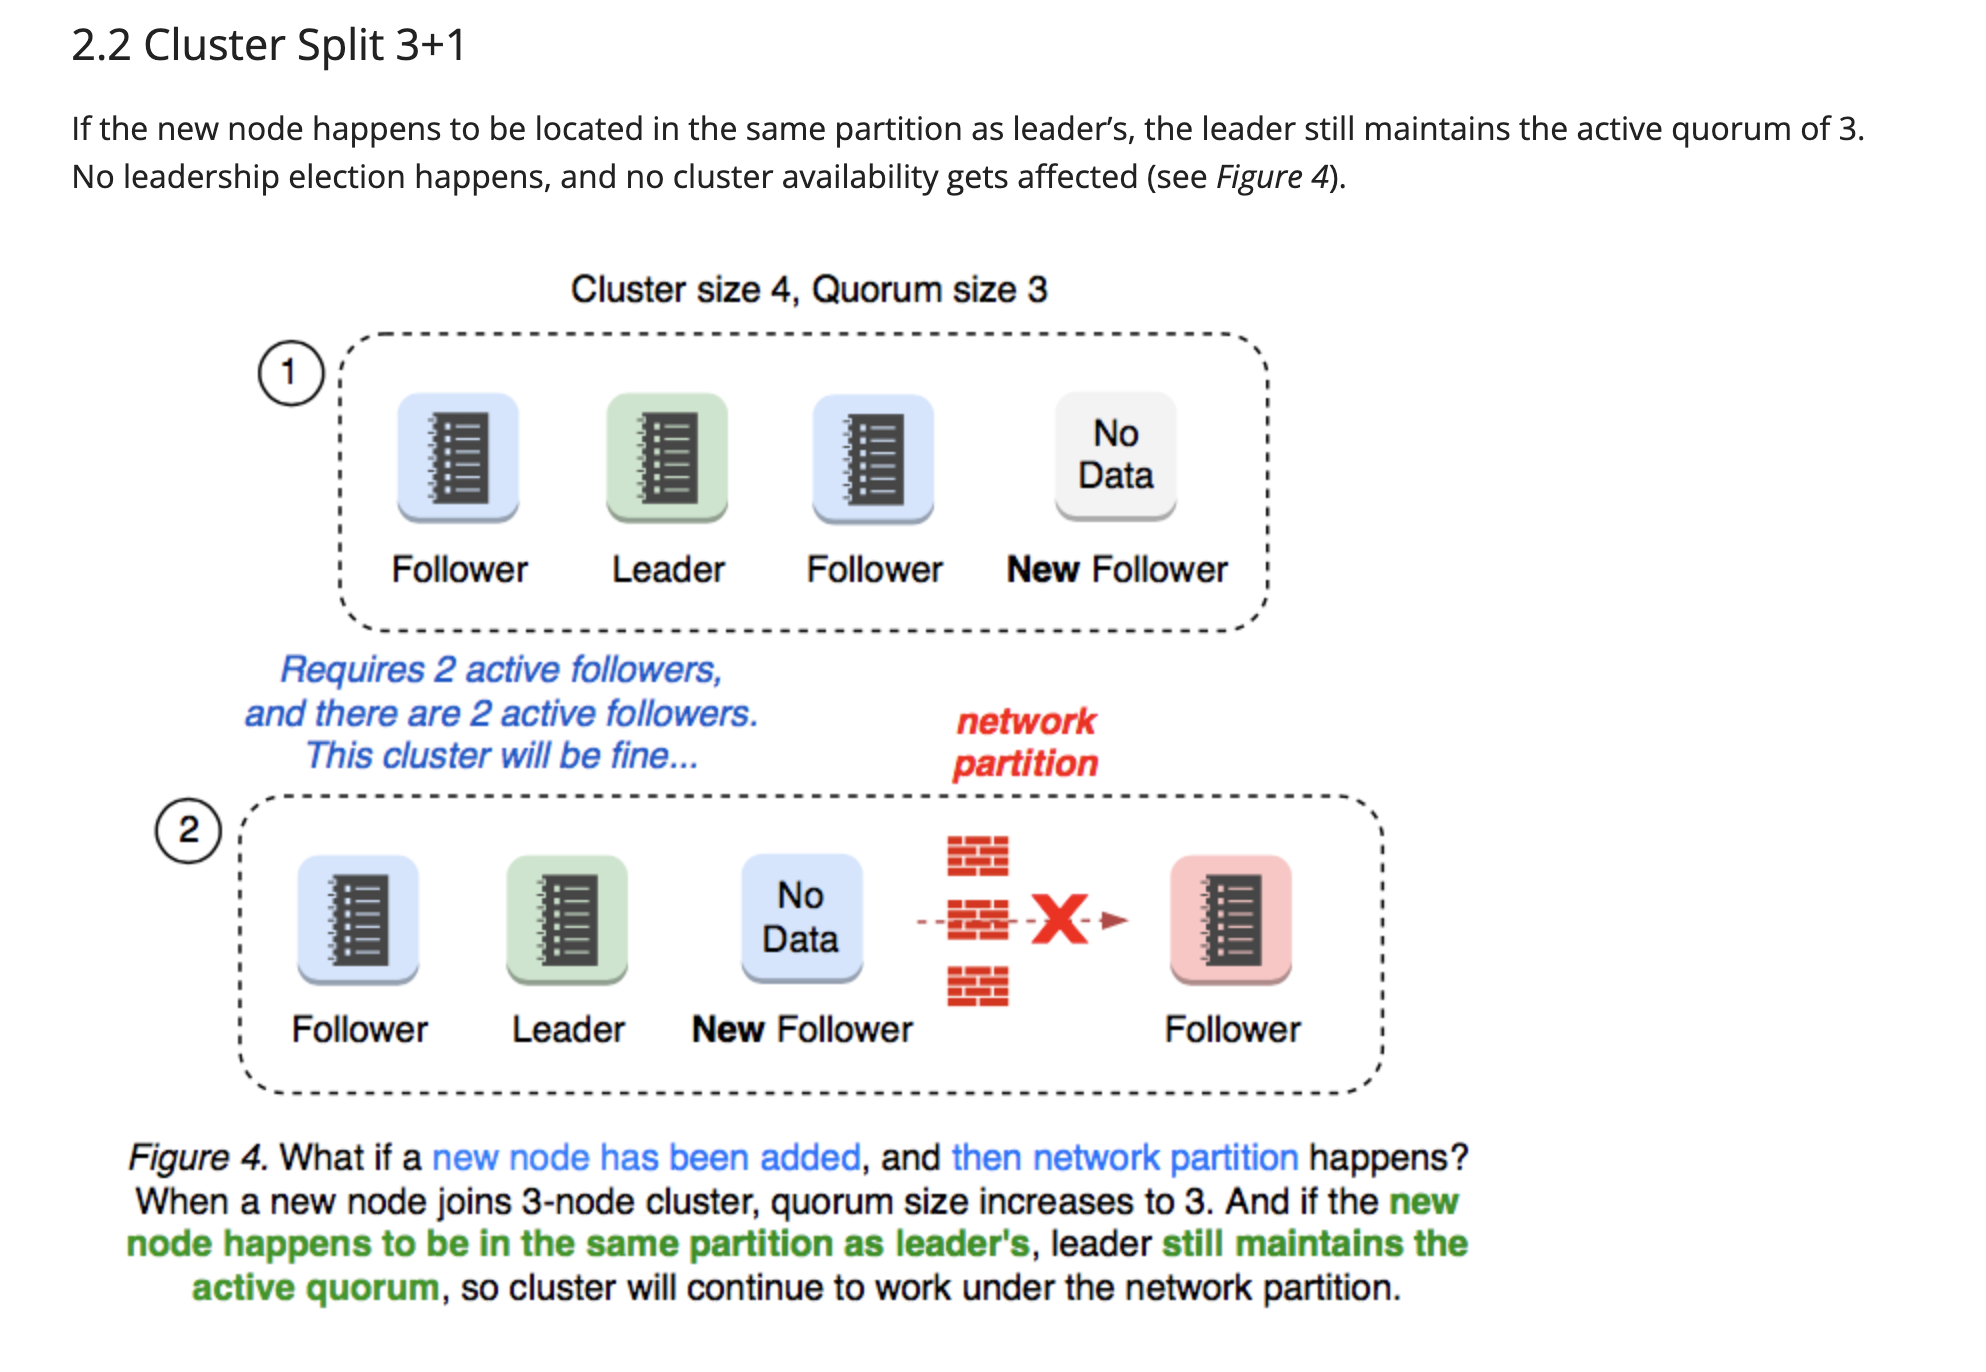 2.2 Cluster Split 3+1
If the new node happens to be located in the same partition as leader’s, the leader still maintains the active quorum of 3.
No leadership election happens, and no cluster availability gets affected (see Figure 4).
Cluster size 4, Quorum size 3
1
No
Data
Follower Leader Follower New Follower
Requires 2 active followers,
and there are 2 active followers.
This cluster will be fine...
network
partition
2
No
Data
Follower Leader New Follower Follower
Figure 4. What if a new node has been added, and then network partition happens?
When a new node joins 3-node cluster, quorum size increases to 3. And if the new
node happens to be in the same partition as leader's, leader still maintains the
active quorum, so cluster will continue to work under the network partition.